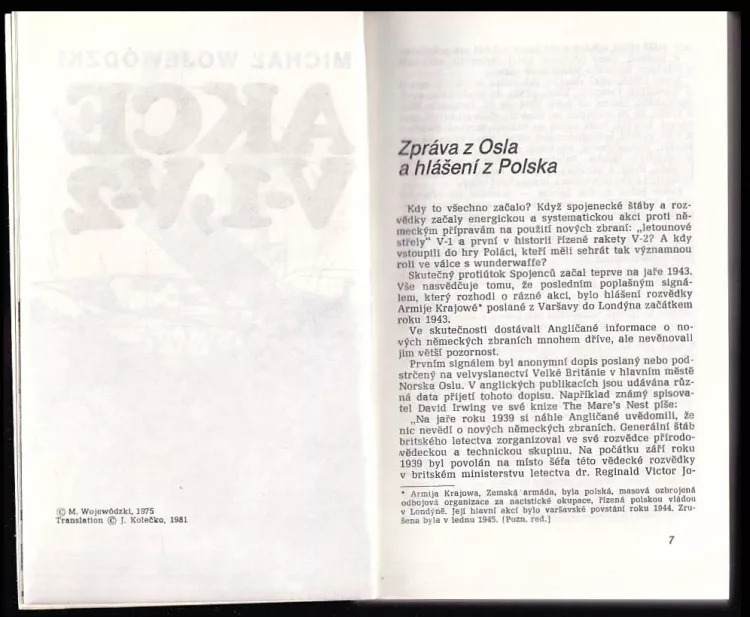 MICHAŁ WOJEWÓDZKI
AKCE
V-1, V-2
© M. Wojewódzki, 1975
Translation © J. Kolečko, 1981
Zpráva z Osla
a hlášení z Polska
Kdy to všechno začalo? Když spojenecké štáby a roz-
vědky začaly energickou a systematickou akci proti ně-
meckým přípravám na použití nových zbraní: „letounové
střely“ V-1 a první v historii řízené rakety V-2? A kdy
vstoupili do hry Poláci, kteří měli sehrát tak významnou
roli ve válce s wunderwaffe?
Skutečný protiútok Spojenců začal teprve na jaře 1943.
Vše nasvědčuje tomu, že posledním poplašným signá-
lem, který rozhodl o rázné akci, bylo hlášení rozvědky
Armije Krajowé* poslané z Varšavy do Londýna začátkem
roku 1943.
Ve skutečnosti dostávali Angličané informace o no-
vých německých zbraních mnohem dříve, ale nevěnovali
jim větší pozornost.
Prvním signálem byl anonymní dopis poslaný nebo pod-
strčený na velvyslanectví Velké Británie v hlavním městě
Norska Oslu. V anglických publikacích jsou udávána růz-
ná data přijetí tohoto dopisu. Například známý spisova-
tel David Irwing ve své knize The Mare's Nest píše:
„Na jaře roku 1939 si náhle Angličané uvědomili, že
nic nevědí o nových německých zbraních. Generální štáb
britského letectva zorganizoval ve své rozvědce přírodo-
vědeckou a technickou skupinu. Na počátku září roku
1939 byl povolán na místo šéfa této vědecké rozvědky
v britském ministerstvu letectva dr. Reginald Victor Jo-
* Armija Krajowa, Zemská armáda, byla polská, masová ozbrojená
odbojová organizace za nacistické okupace, řízená polskou vládou
v Londýně. Její hlavní akcí bylo varšavské povstání roku 1944. Zru-
šena byla v lednu 1945. (Pozn. red.)
7